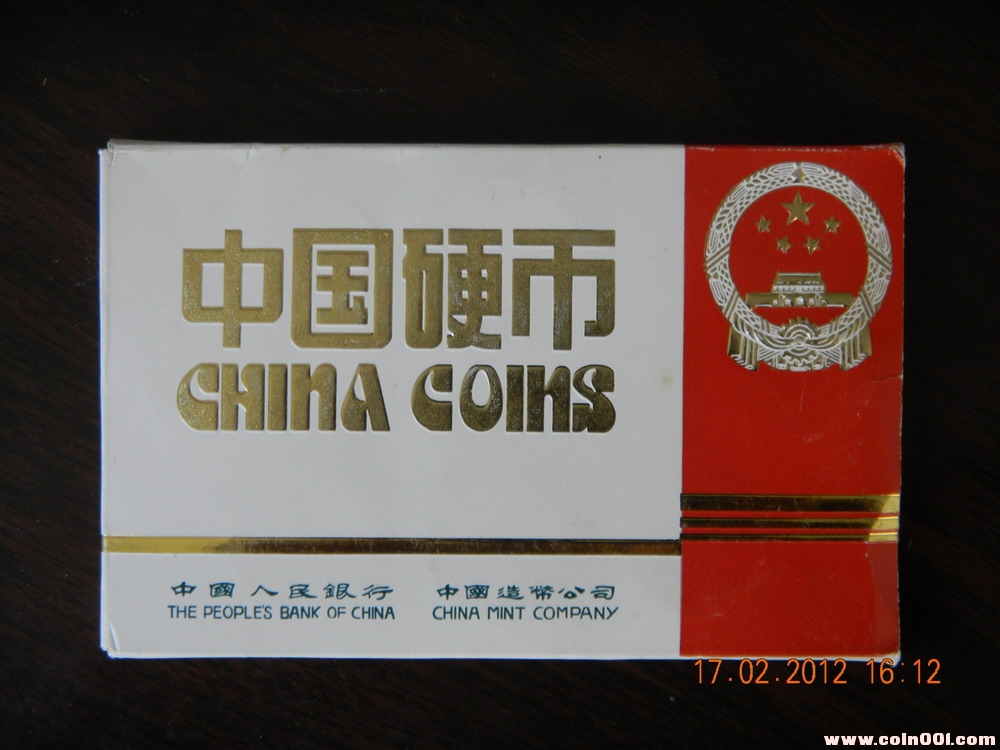 中国硬币
CHINA COINS
中國人民銀行 中國造幣公司
THE PEOPLE'S BANK OF CHINA CHINA MINT COMPANY
17.02.2012 16:12
www.coin001.com